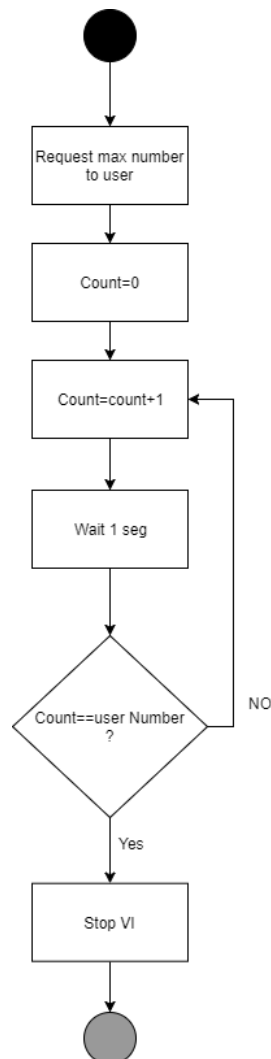 Request max number
to user
Count=0
Count=count+1
Wait 1 seg
Count==user Number
?
NO
Yes
Stop VI